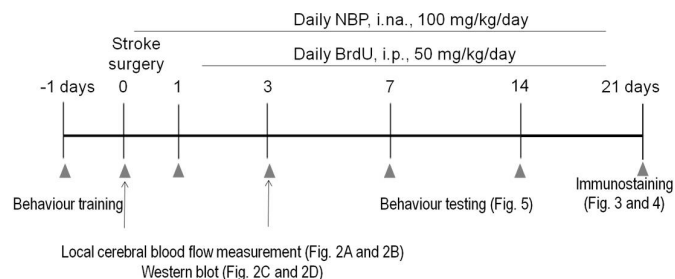 Daily NBP, i.na., 100 mg/kg/day
Stroke
surgery
Daily BrdU, i.p., 50 mg/kg/day
-1 days 0 1 3 7 14 21 days
Behaviour training
Behaviour testing (Fig. 5)
Immunostaining
(Fig. 3 and 4)
Local cerebral blood flow measurement (Fig. 2A and 2B)
Western blot (Fig. 2C and 2D)